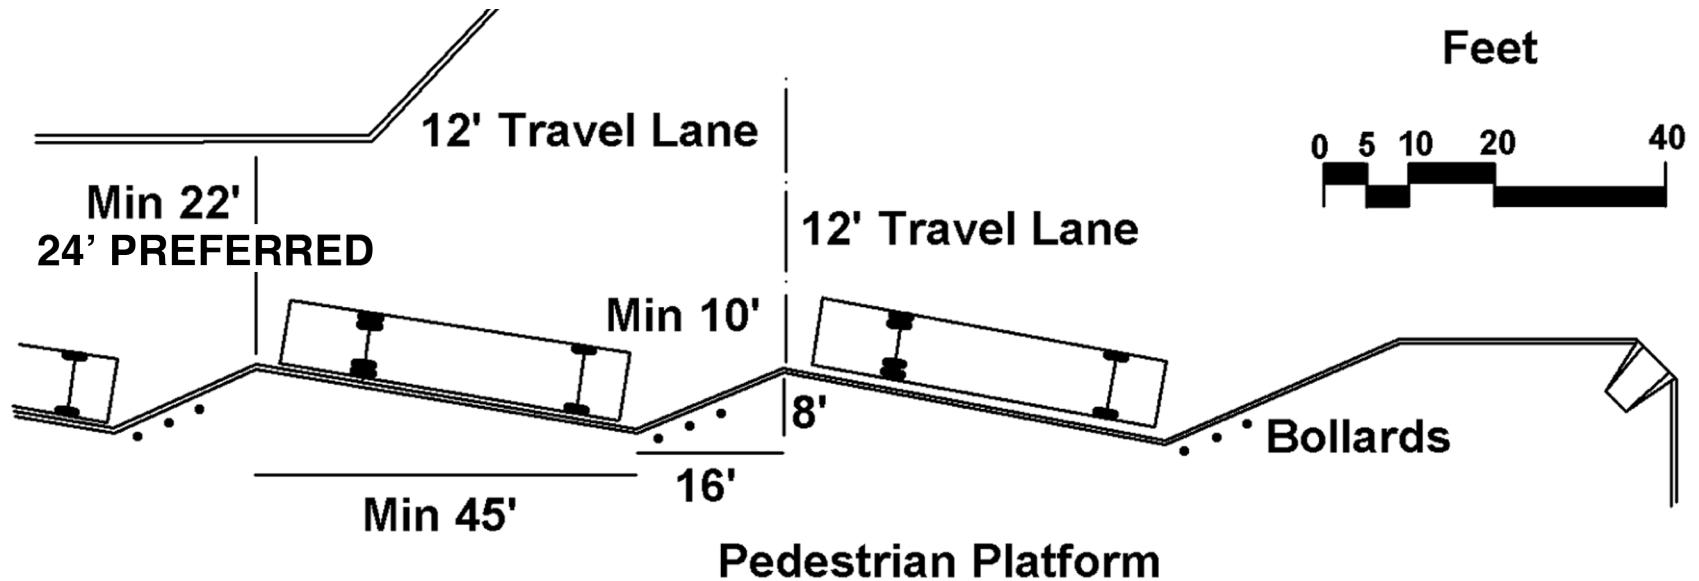 Feet
12' Travel Lane
0 5 10 20 40
Min 22'
24’ PREFERRED
12' Travel Lane
Min 10'
8'
Bollards
16'
Min 45'
Pedestrian Platform